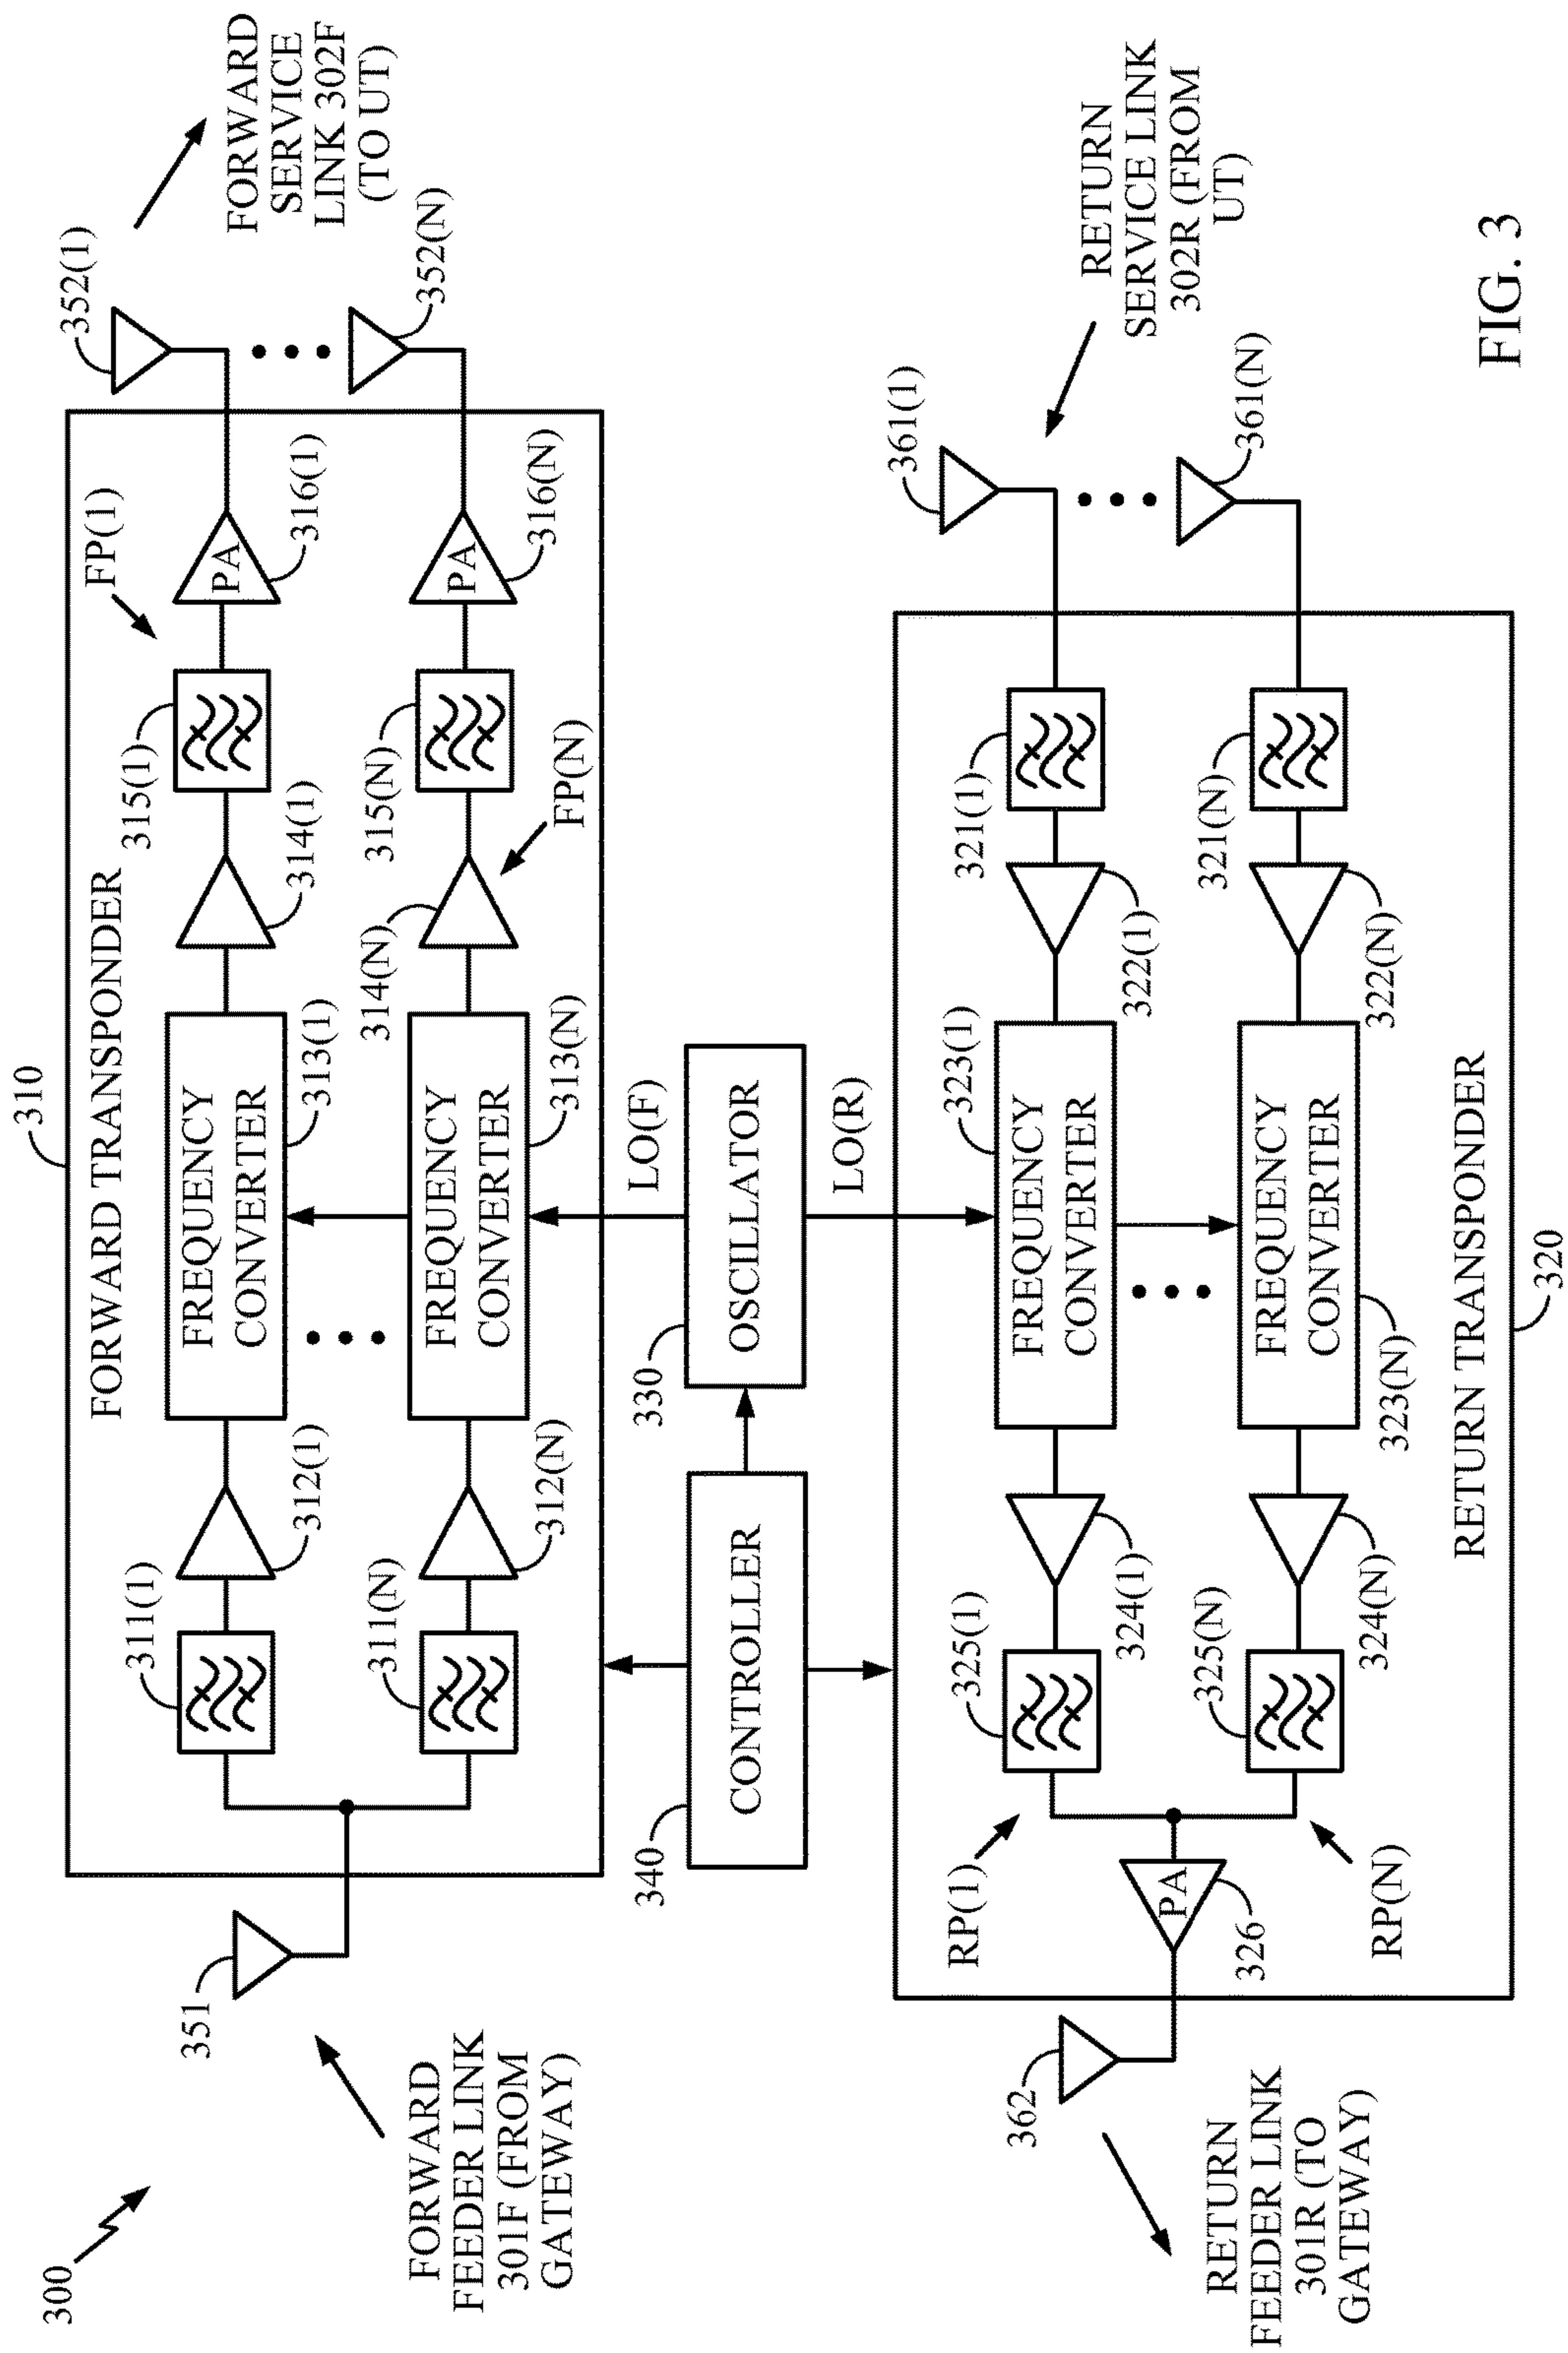 300
310
FORWARD TRANSPONDER
351
FORWARD
FEEDER LINK
301F (FROM
GATEWAY)
311(1)
312(1)
FREQUENCY
CONVERTER
313(1)
314(1)
315(1)
FP(1)
PA
316(1)
352(1)
FORWARD
SERVICE
LINK 302F
(TO UT)
311(N)
312(N)
FREQUENCY
CONVERTER
313(N)
314(N)
315(N)
FP(N)
PA
316(N)
352(N)
340
CONTROLLER
330
OSCILLATOR
LO(F)
LO(R)
362
RETURN
FEEDER LINK
301R (TO
GATEWAY)
RP(1)
PA
326
RP(N)
325(1)
324(1)
FREQUENCY
CONVERTER
323(1)
322(1)
321(1)
361(1)
RETURN
SERVICE LINK
302R (FROM
UT)
325(N)
324(N)
FREQUENCY
CONVERTER
323(N)
322(N)
321(N)
361(N)
RETURN TRANSPONDER
320
FIG. 3